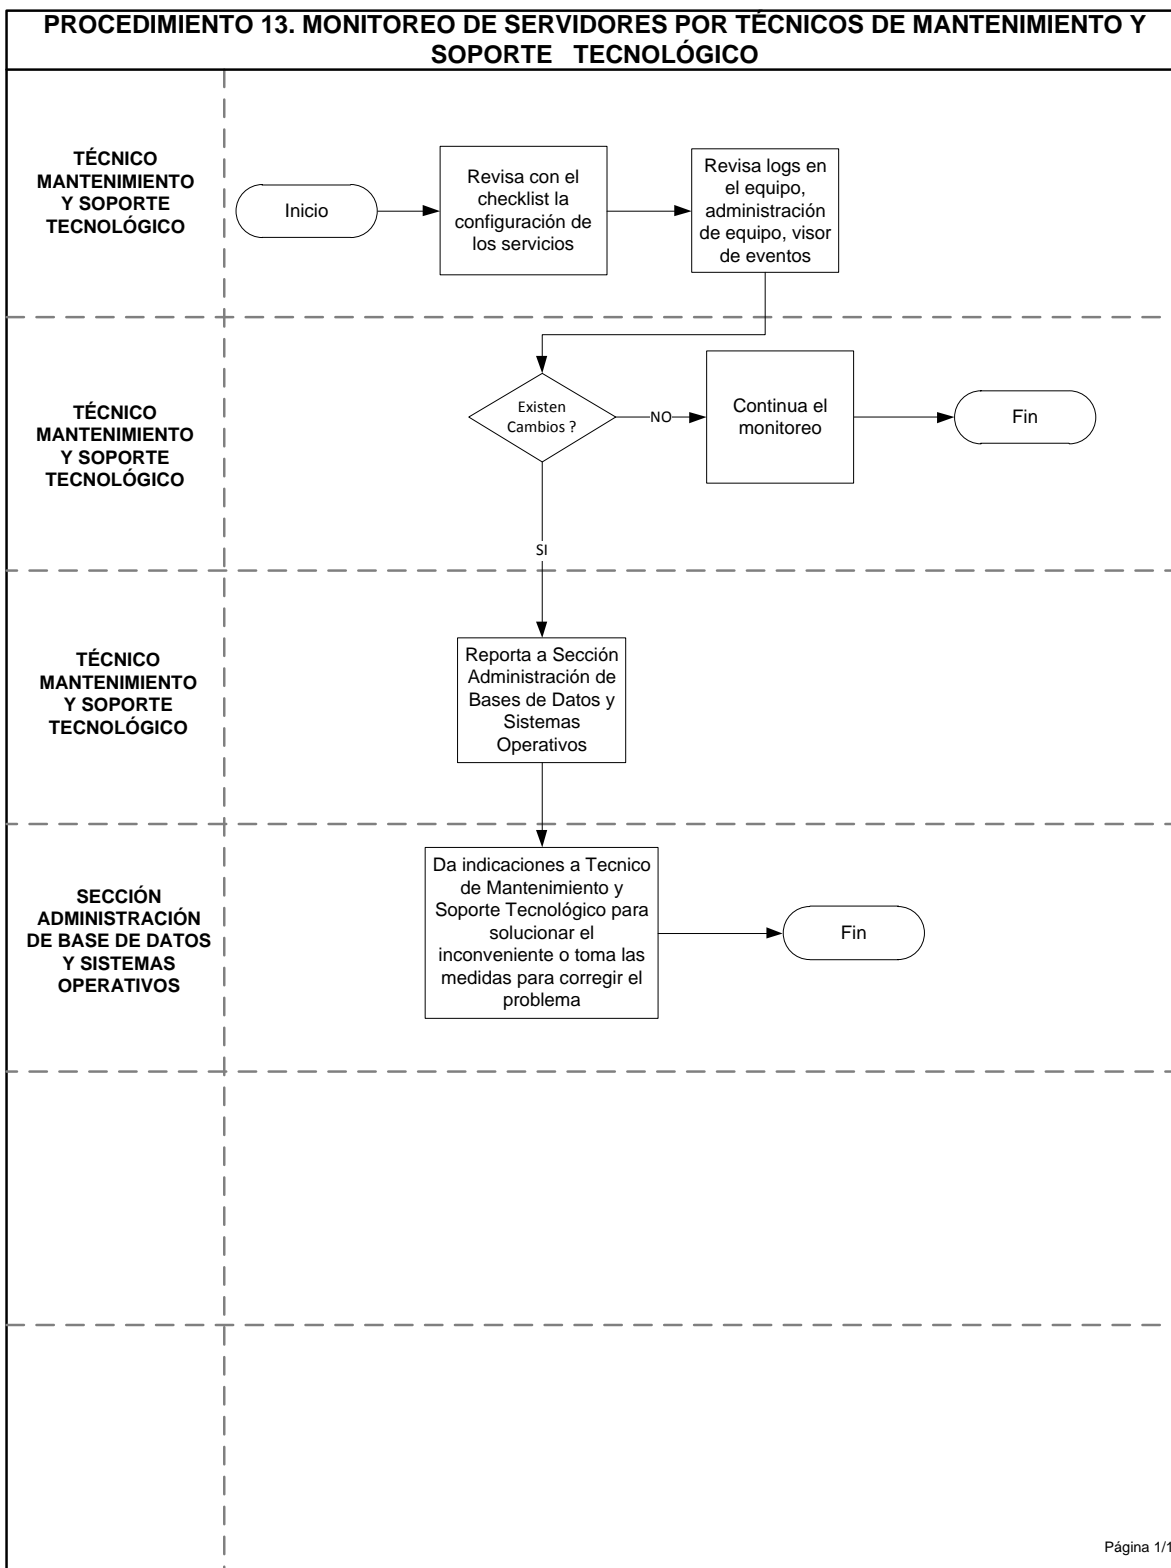 PROCEDIMIENTO 13. MONITOREO DE SERVIDORES POR TÉCNICOS DE MANTENIMIENTO Y
SOPORTE TECNOLÓGICO
TÉCNICO
MANTENIMIENTO
Y SOPORTE
TECNOLÓGICO
Inicio
Revisa con el
checklist la
configuración de
los servicios
Revisa logs en
el equipo,
administración
de equipo, visor
de eventos
TÉCNICO
MANTENIMIENTO
Y SOPORTE
TECNOLÓGICO
Existen
Cambios ?
NO
Continua el
monitoreo
Fin
SI
TÉCNICO
MANTENIMIENTO
Y SOPORTE
TECNOLÓGICO
Reporta a Sección
Administración de
Bases de Datos y
Sistemas
Operativos
SECCIÓN
ADMINISTRACIÓN
DE BASE DE DATOS
Y SISTEMAS
OPERATIVOS
Da indicaciones a Tecnico
de Mantenimiento y
Soporte Tecnológico para
solucionar el
inconveniente o toma las
medidas para corregir el
problema
Fin
Página 1/1